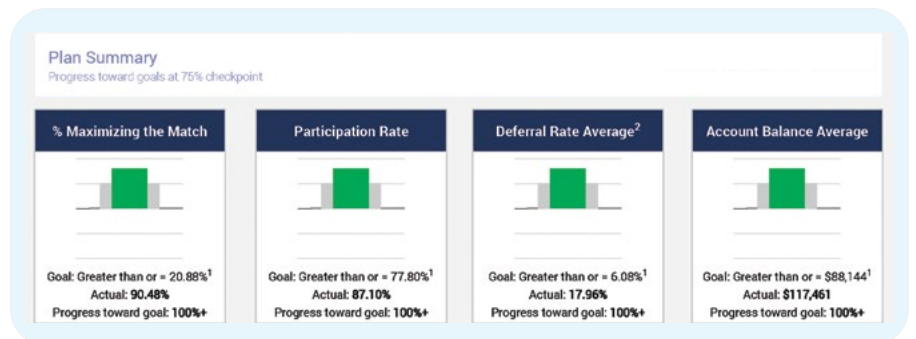 Plan Summary
Progress toward goals at 75% checkpoint
% Maximizing the Match
Goal: Greater than or = 20.88%¹
Actual: 90.48%
Progress toward goal: 100%+
Participation Rate
Goal: Greater than or = 77.80%¹
Actual: 87.10%
Progress toward goal: 100%+
Deferral Rate Average²
Goal: Greater than or = 6.08%¹
Actual: 17.96%
Progress toward goal: 100%+
Account Balance Average
Goal: Greater than or = $88,144¹
Actual: $117,461
Progress toward goal: 100%+